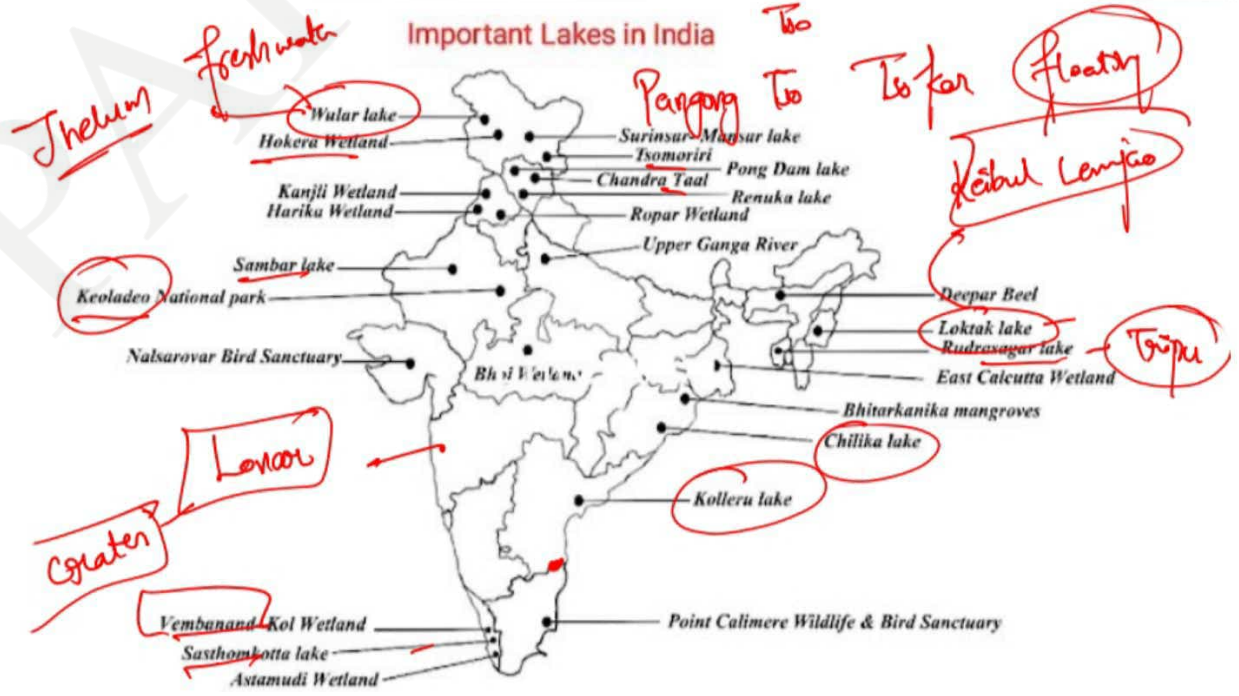 Important Lakes in India
Tso
freshwater
Pangong Tso
Tso kar
floating
Jhelum
Wular lake
Hokera Wetland
Surinsar- Mansar lake
Tsomoriri
Pong Dam lake
Chandra Taal
Keibul Lamjao
Kanjli Wetland
Renuka lake
Harika Wetland
Ropar Wetland
Upper Ganga River
Sambar lake
Keoladeo National park
Deepar Beel
Loktak lake
Rudrasagar lake
Tripu
Nalsarovar Bird Sanctuary
East Calcutta Wetland
Bhitarkanika mangroves
Chilika lake
Lonar
Kolleru lake
Crater
Vembanand Kol Wetland
Point Calimere Wildlife & Bird Sanctuary
Sasthomkotta lake
Astamudi Wetland